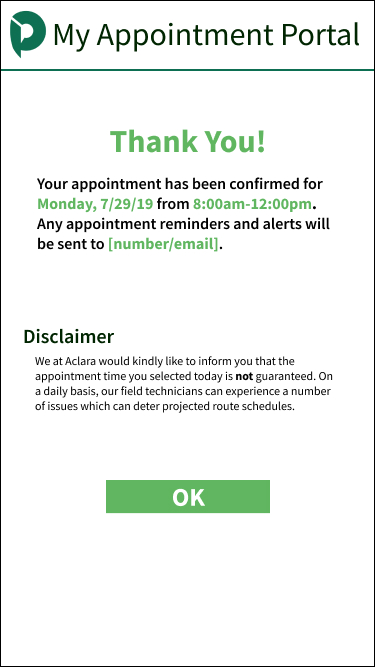 My Appointment Portal
Thank You!
Your appointment has been confirmed for
Monday, 7/29/19 from 8:00am-12:00pm.
Any appointment reminders and alerts will
be sent to [number/email].
Disclaimer
We at Aclara would kindly like to inform you that the
appointment time you selected today is not guaranteed. On
a daily basis, our field technicians can experience a number
of issues which can deter projected route schedules.
OK